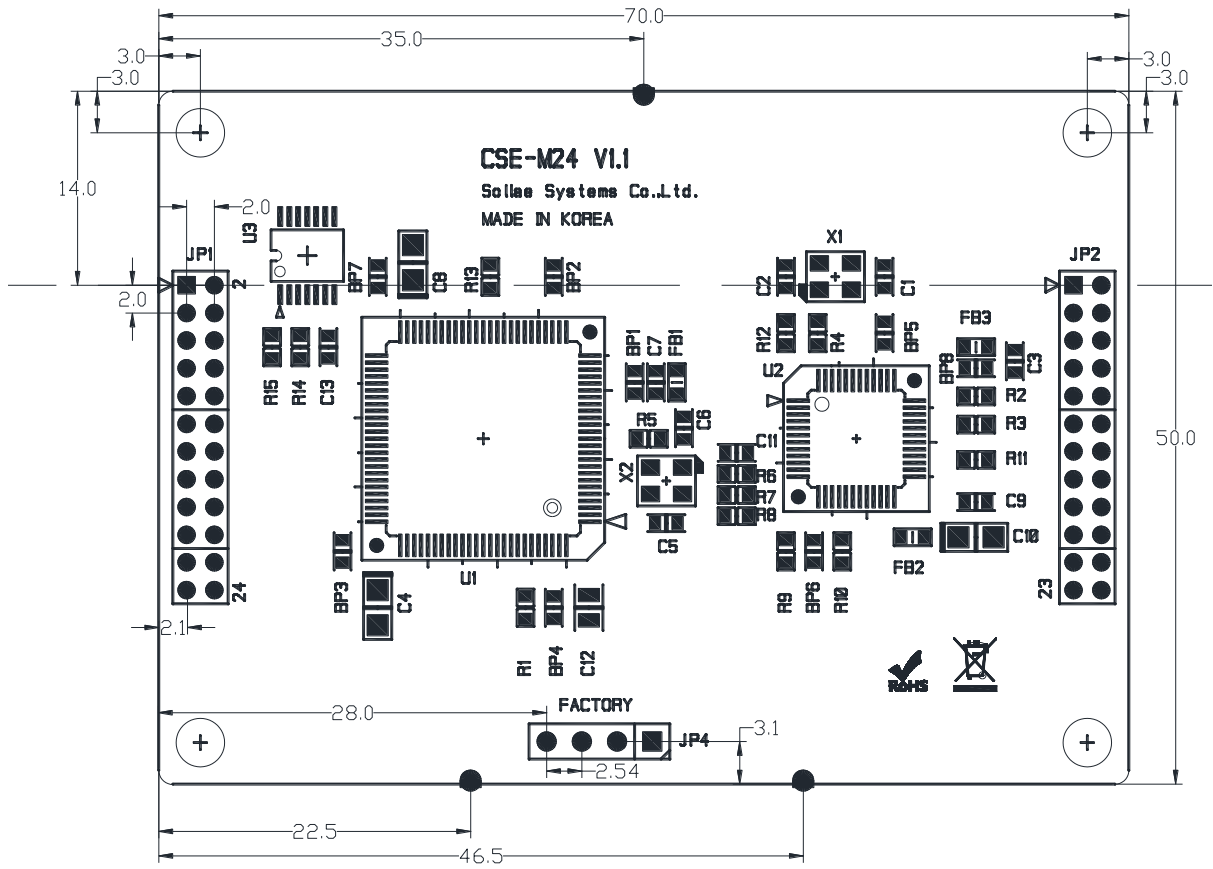 70.0
35.0
3.0
3.0
3.0
3.0
CSE-M24 V1.1
Sollae Systems Co.,Ltd.
MADE IN KOREA
14.0
2.0
U3
JP1
2
BP7
C8
R13
BP2
X1
C2
C1
JP2
2.0
R15
R14
C13
BP1
C7
FB1
R12
R4
BP5
FB3
BP8
C3
U2
R2
R5
C6
R3
C11
50.0
X2
R6
R11
R7
R8
C9
C5
C10
U1
FB2
BP3
C4
R9
BP6
R10
24
23
2.1
R1
BP4
C12
RoHS
FACTORY
28.0
JP4
3.1
2.54
22.5
46.5